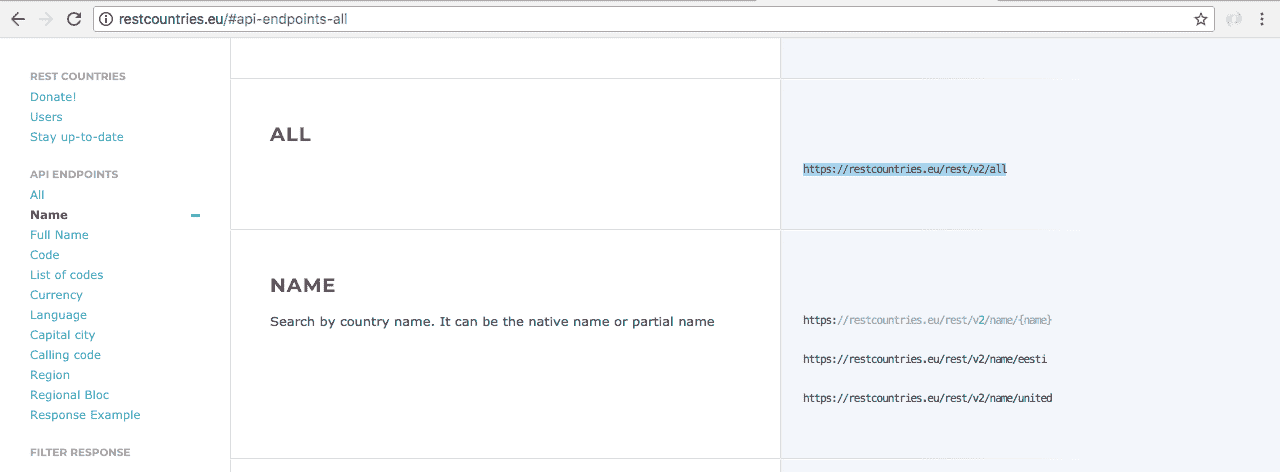 restcountries.eu/#api-endpoints-all
REST COUNTRIES
Donate!
Users
Stay up-to-date
API ENDPOINTS
All
Name
Full Name
Code
List of codes
Currency
Language
Capital city
Calling code
Region
Regional Bloc
Response Example
FILTER RESPONSE
ALL
https://restcountries.eu/rest/v2/all
NAME
Search by country name. It can be the native name or partial name
https://restcountries.eu/rest/v2/name/{name}
https://restcountries.eu/rest/v2/name/eesti
https://restcountries.eu/rest/v2/name/united